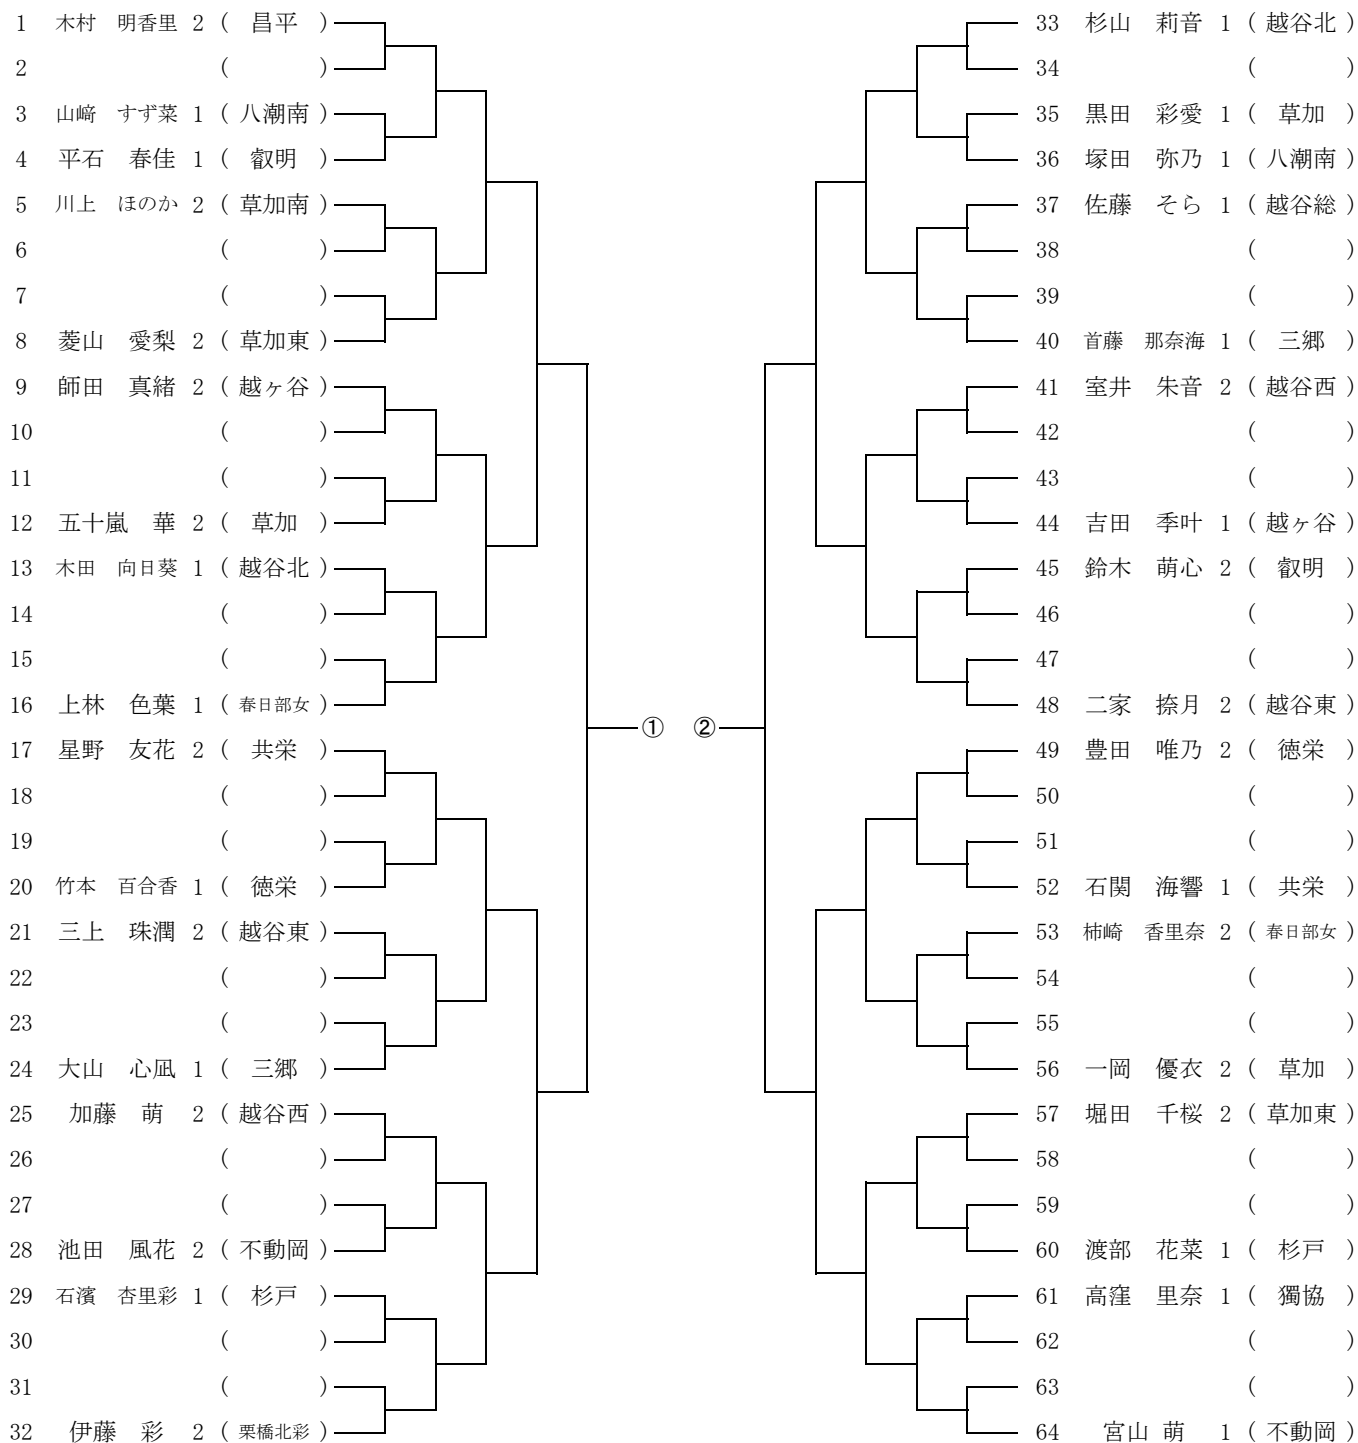 1 木村 明香里 2 ( 昌平 )
2 ( )
3 山﨑 すず菜 1 ( 八潮南 )
4 平石 春佳 1 ( 叡明 )
5 川上 ほのか 2 ( 草加南 )
6 ( )
7 ( )
8 菱山 愛梨 2 ( 草加東 )
9 師田 真緒 2 ( 越ヶ谷 )
10 ( )
11 ( )
12 五十嵐 華 2 ( 草加 )
13 木田 向日葵 1 ( 越谷北 )
14 ( )
15 ( )
16 上林 色葉 1 ( 春日部女 )
17 星野 友花 2 ( 共栄 )
18 ( )
19 ( )
20 竹本 百合香 1 ( 徳栄 )
21 三上 珠潤 2 ( 越谷東 )
22 ( )
23 ( )
24 大山 心凪 1 ( 三郷 )
25 加藤 萌 2 ( 越谷西 )
26 ( )
27 ( )
28 池田 風花 2 ( 不動岡 )
29 石濱 杏里彩 1 ( 杉戸 )
30 ( )
31 ( )
32 伊藤 彩 2 ( 栗橋北彩 )
① ②
33 杉山 莉音 1 ( 越谷北 )
34 ( )
35 黒田 彩愛 1 ( 草加 )
36 塚田 弥乃 1 ( 八潮南 )
37 佐藤 そら 1 ( 越谷総 )
38 ( )
39 ( )
40 首藤 那奈海 1 ( 三郷 )
41 室井 朱音 2 ( 越谷西 )
42 ( )
43 ( )
44 吉田 季叶 1 ( 越ヶ谷 )
45 鈴木 萌心 2 ( 叡明 )
46 ( )
47 ( )
48 二家 捺月 2 ( 越谷東 )
49 豊田 唯乃 2 ( 徳栄 )
50 ( )
51 ( )
52 石関 海響 1 ( 共栄 )
53 柿崎 香里奈 2 ( 春日部女 )
54 ( )
55 ( )
56 一岡 優衣 2 ( 草加 )
57 堀田 千桜 2 ( 草加東 )
58 ( )
59 ( )
60 渡部 花菜 1 ( 杉戸 )
61 高窪 里奈 1 ( 獨協 )
62 ( )
63 ( )
64 宮山 萌 1 ( 不動岡 )